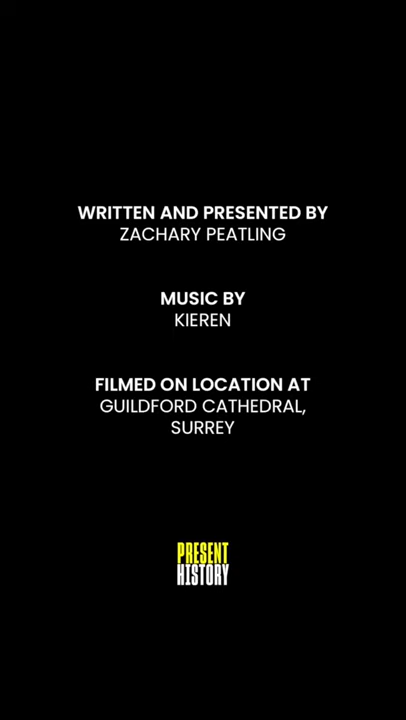 WRITTEN AND PRESENTED BY
ZACHARY PEATLING
MUSIC BY
KIEREN
FILMED ON LOCATION AT
GUILDFORD CATHEDRAL,
SURREY
PRESENT
HISTORY